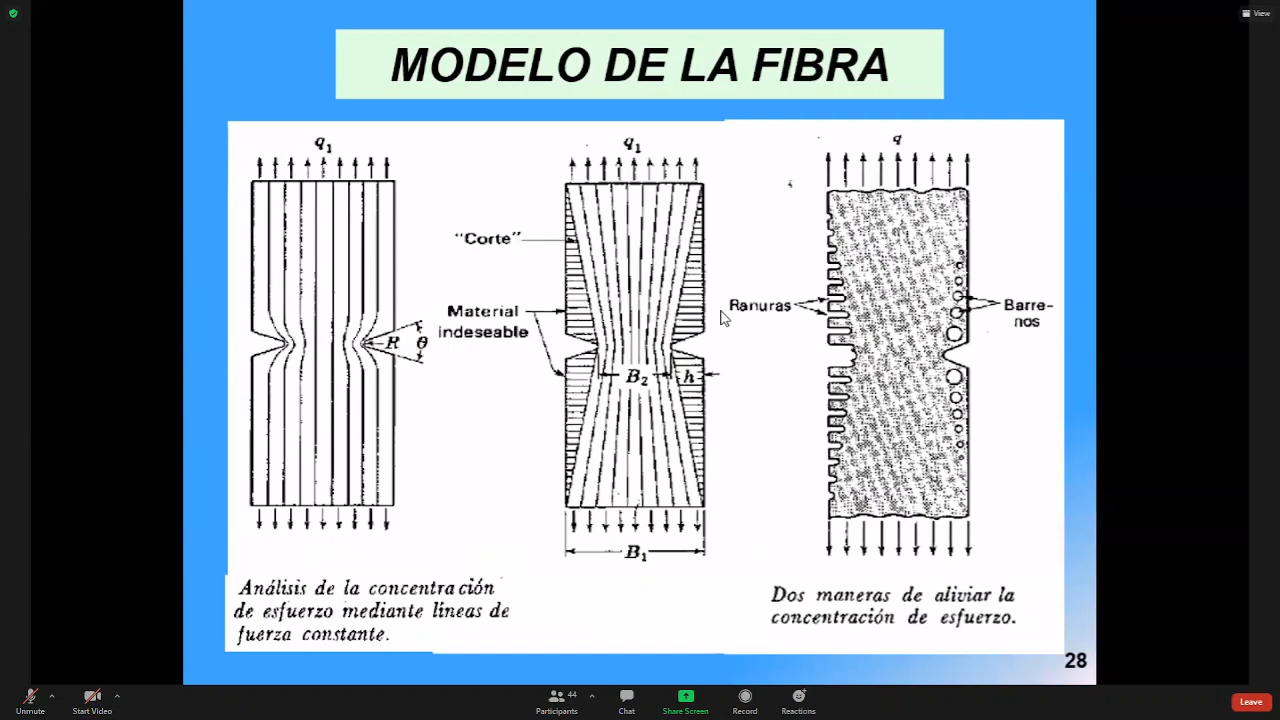 View
MODELO DE LA FIBRA
q₁
q₁
q
"Corte"
Material
indeseable
Ranuras
Barre-
nos
R
θ
B₂
h
B₁
Análisis de la concentración
de esfuerzo mediante líneas de
fuerza constante.
Dos maneras de aliviar la
concentración de esfuerzo.
28
Unmute
Start Video
44
Participants
Chat
Share Screen
Record
Reactions
Leave